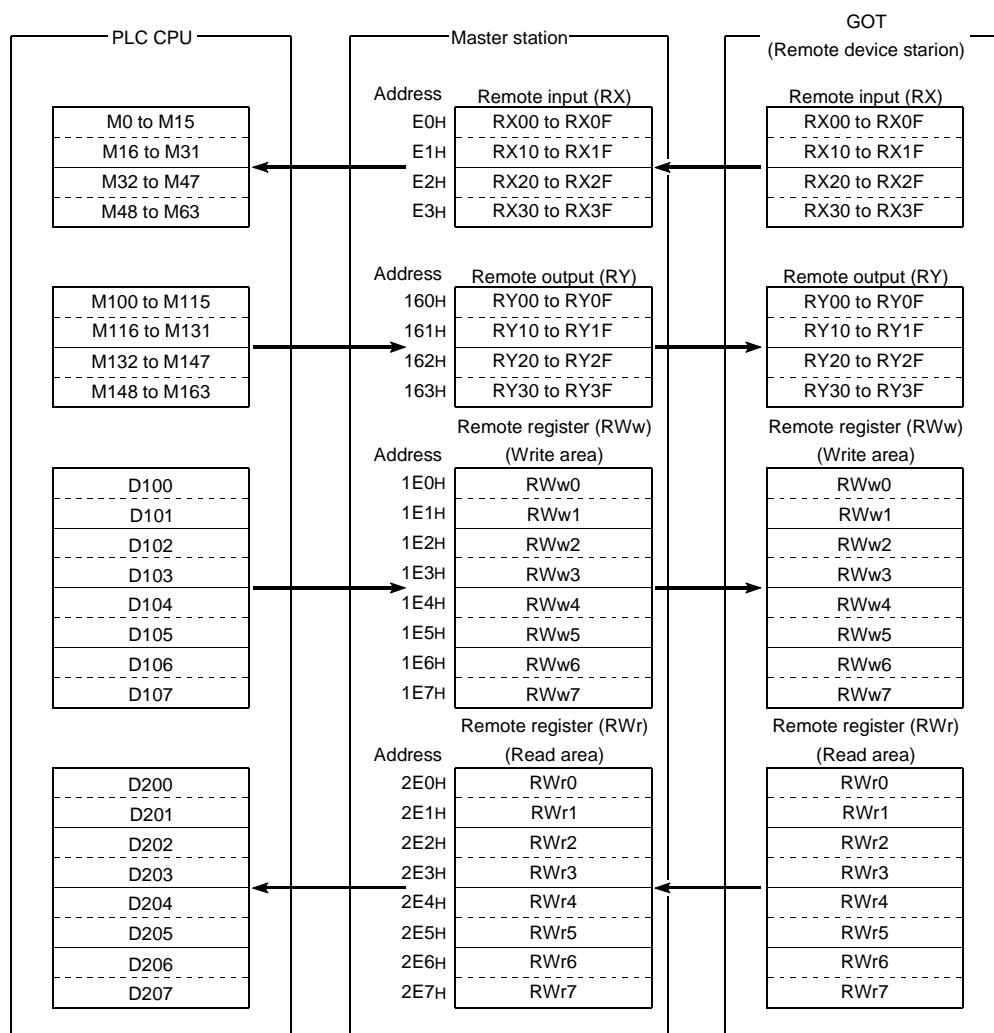 PLC CPU Master station GOT
(Remote device starion)
Address Remote input (RX) Remote input (RX)
M0 to M15 E0H RX00 to RX0F RX00 to RX0F
M16 to M31 E1H RX10 to RX1F RX10 to RX1F
M32 to M47 E2H RX20 to RX2F RX20 to RX2F
M48 to M63 E3H RX30 to RX3F RX30 to RX3F
Address Remote output (RY) Remote output (RY)
M100 to M115 160H RY00 to RY0F RY00 to RY0F
M116 to M131 161H RY10 to RY1F RY10 to RY1F
M132 to M147 162H RY20 to RY2F RY20 to RY2F
M148 to M163 163H RY30 to RY3F RY30 to RY3F
Remote register (RWw) Remote register (RWw)
Address (Write area) (Write area)
D100 1E0H RWw0 RWw0
D101 1E1H RWw1 RWw1
D102 1E2H RWw2 RWw2
D103 1E3H RWw3 RWw3
D104 1E4H RWw4 RWw4
D105 1E5H RWw5 RWw5
D106 1E6H RWw6 RWw6
D107 1E7H RWw7 RWw7
Remote register (RWr) Remote register (RWr)
Address (Read area) (Read area)
D200 2E0H RWr0 RWr0
D201 2E1H RWr1 RWr1
D202 2E2H RWr2 RWr2
D203 2E3H RWr3 RWr3
D204 2E4H RWr4 RWr4
D205 2E5H RWr5 RWr5
D206 2E6H RWr6 RWr6
D207 2E7H RWr7 RWr7